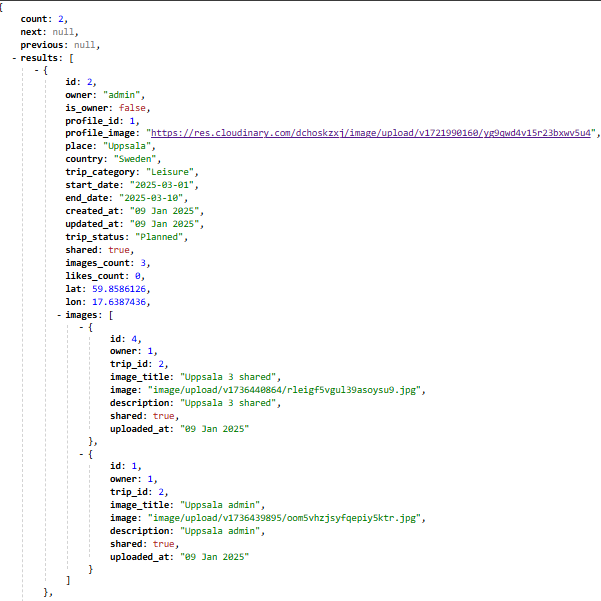 {
count: 2,
next: null,
previous: null,
- results: [
- {
id: 2,
owner: "admin",
is_owner: false,
profile_id: 1,
profile_image: "https://res.cloudinary.com/dchoskzxj/image/upload/v1721990160/yg9qwd4v15r23bxwv5u4",
place: "Uppsala",
country: "Sweden",
trip_category: "Leisure",
start_date: "2025-03-01",
end_date: "2025-03-10",
created_at: "09 Jan 2025",
updated_at: "09 Jan 2025",
trip_status: "Planned",
shared: true,
images_count: 3,
likes_count: 0,
lat: 59.8586126,
lon: 17.6387436,
- images: [
- {
id: 4,
owner: 1,
trip_id: 2,
image_title: "Uppsala 3 shared",
image: "image/upload/v1736440864/rleigf5vgul39asoysu9.jpg",
description: "Uppsala 3 shared",
shared: true,
uploaded_at: "09 Jan 2025"
},
- {
id: 1,
owner: 1,
trip_id: 2,
image_title: "Uppsala admin",
image: "image/upload/v1736439895/oom5vhzjsyfqepiy5ktr.jpg",
description: "Uppsala admin",
shared: true,
uploaded_at: "09 Jan 2025"
}
]
},